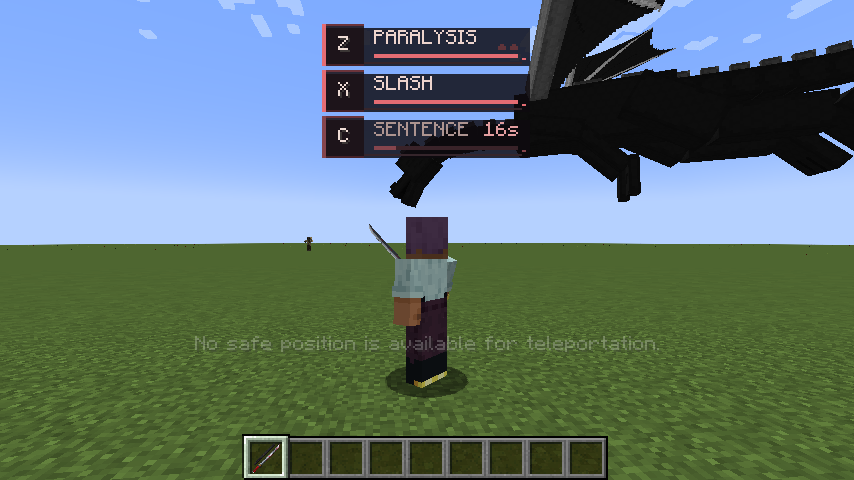 Z PARALYSIS
X SLASH
C SENTENCE 16s
No safe position is available for teleportation.